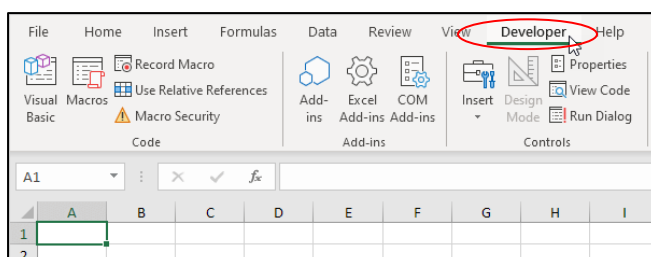 File Home Insert Formulas Data Review View Developer Help
Record Macro
Use Relative References
Macro Security
Visual Basic
Macros
Code
Add-ins
Excel Add-ins
COM Add-ins
Add-ins
Insert
Design Mode
Properties
View Code
Run Dialog
Controls
A1 fx
A B C D E F G H I
1
2